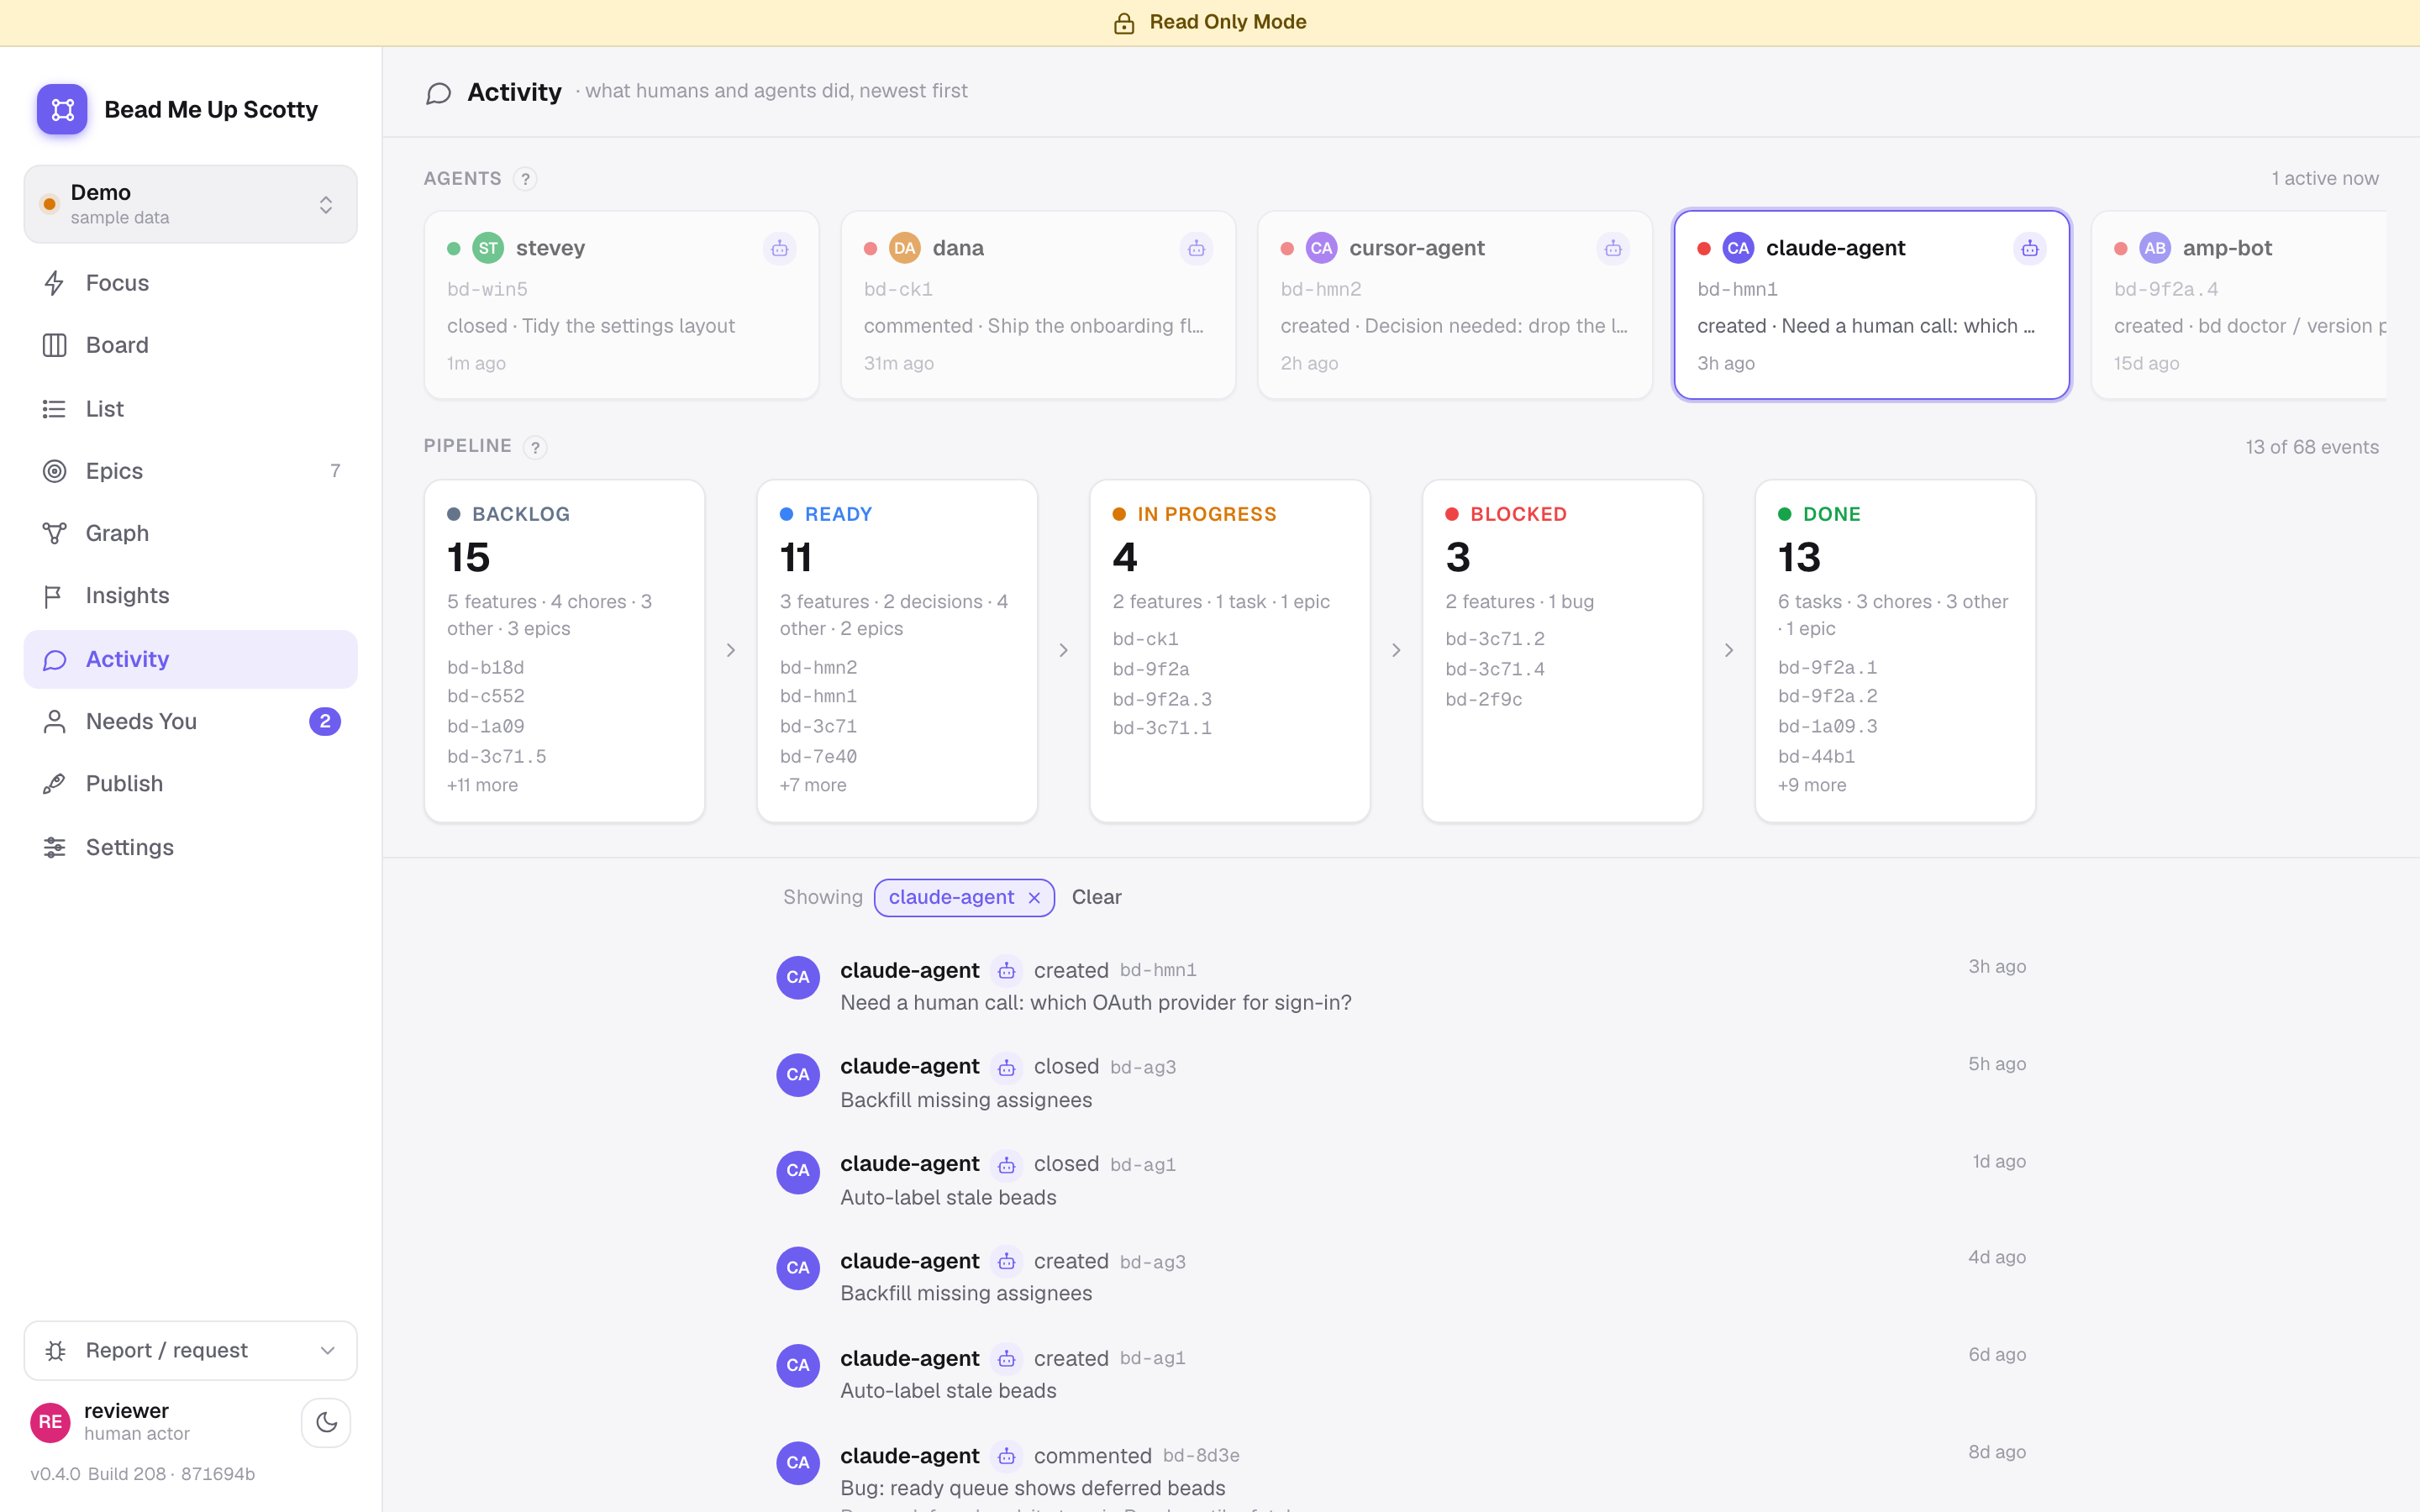 Read Only Mode
Bead Me Up Scotty
Demo
sample data
Focus
Board
List
Epics 7
Graph
Insights
Activity
Needs You 2
Publish
Settings
Report / request
RE reviewer
human actor
v0.4.0 Build 208 · 871694b
Activity · what humans and agents did, newest first
AGENTS ? 1 active now
ST stevey
bd-win5
closed · Tidy the settings layout
1m ago
DA dana
bd-ck1
commented · Ship the onboarding fl...
31m ago
CA cursor-agent
bd-hmn2
created · Decision needed: drop the l...
2h ago
CA claude-agent
bd-hmn1
created · Need a human call: which ...
3h ago
AB amp-bot
bd-9f2a.4
created · bd doctor / version p
15d ago
PIPELINE ? 13 of 68 events
BACKLOG
15
5 features · 4 chores · 3
other · 3 epics
bd-b18d
bd-c552
bd-1a09
bd-3c71.5
+11 more
READY
11
3 features · 2 decisions · 4
other · 2 epics
bd-hmn2
bd-hmn1
bd-3c71
bd-7e40
+7 more
IN PROGRESS
4
2 features · 1 task · 1 epic
bd-ck1
bd-9f2a
bd-9f2a.3
bd-3c71.1
BLOCKED
3
2 features · 1 bug
bd-3c71.2
bd-3c71.4
bd-2f9c
DONE
13
6 tasks · 3 chores · 3 other
· 1 epic
bd-9f2a.1
bd-9f2a.2
bd-1a09.3
bd-44b1
+9 more
Showing claude-agent × Clear
CA claude-agent created bd-hmn1 3h ago
Need a human call: which OAuth provider for sign-in?
CA claude-agent closed bd-ag3 5h ago
Backfill missing assignees
CA claude-agent closed bd-ag1 1d ago
Auto-label stale beads
CA claude-agent created bd-ag3 4d ago
Backfill missing assignees
CA claude-agent created bd-ag1 6d ago
Auto-label stale beads
CA claude-agent commented bd-8d3e 8d ago
Bug: ready queue shows deferred beads